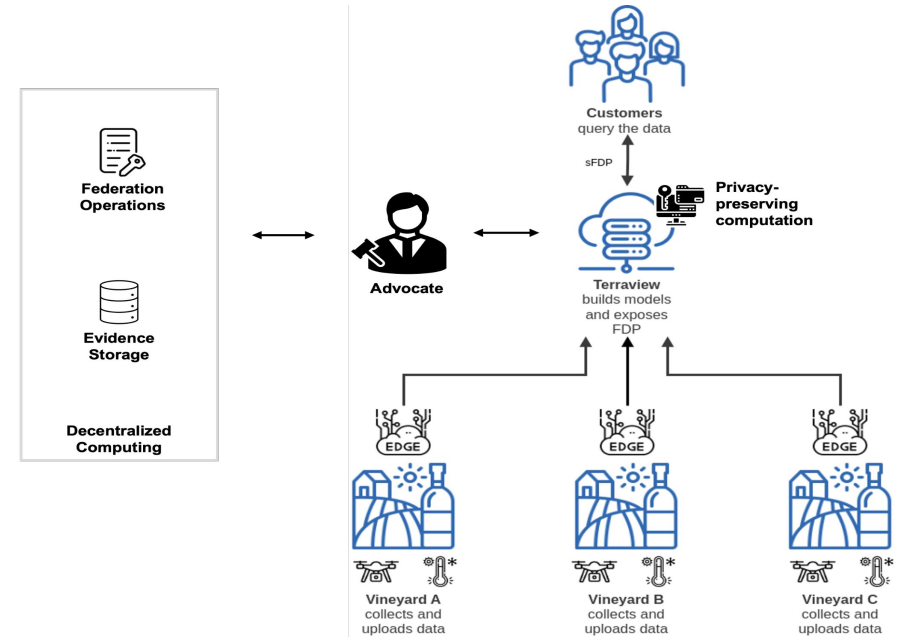 Customers
query the data
sFDP
Privacy-
preserving
computation
Federation
Operations
Advocate
Terraview
builds models
and exposes
FDP
Evidence
Storage
Decentralized
Computing
EDGE
EDGE
EDGE
Vineyard A
collects and
uploads data
Vineyard B
collects and
uploads data
Vineyard C
collects and
uploads data